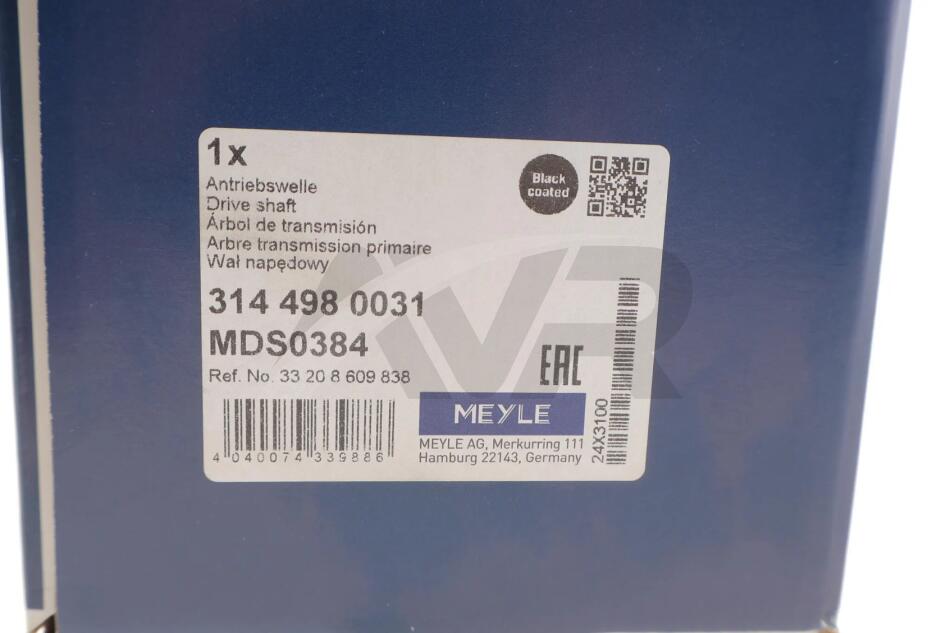 1x
Black
coated
Antriebswelle
Drive shaft
Árbol de transmisión
Arbre transmission primaire
Wał napędowy
314 498 0031
MDS0384
Ref. No. 33 20 8 609 838
EAC
MEYLE
MEYLE AG, Merkurring 111
Hamburg 22143, Germany
4 040074 339886
24X3100
VR